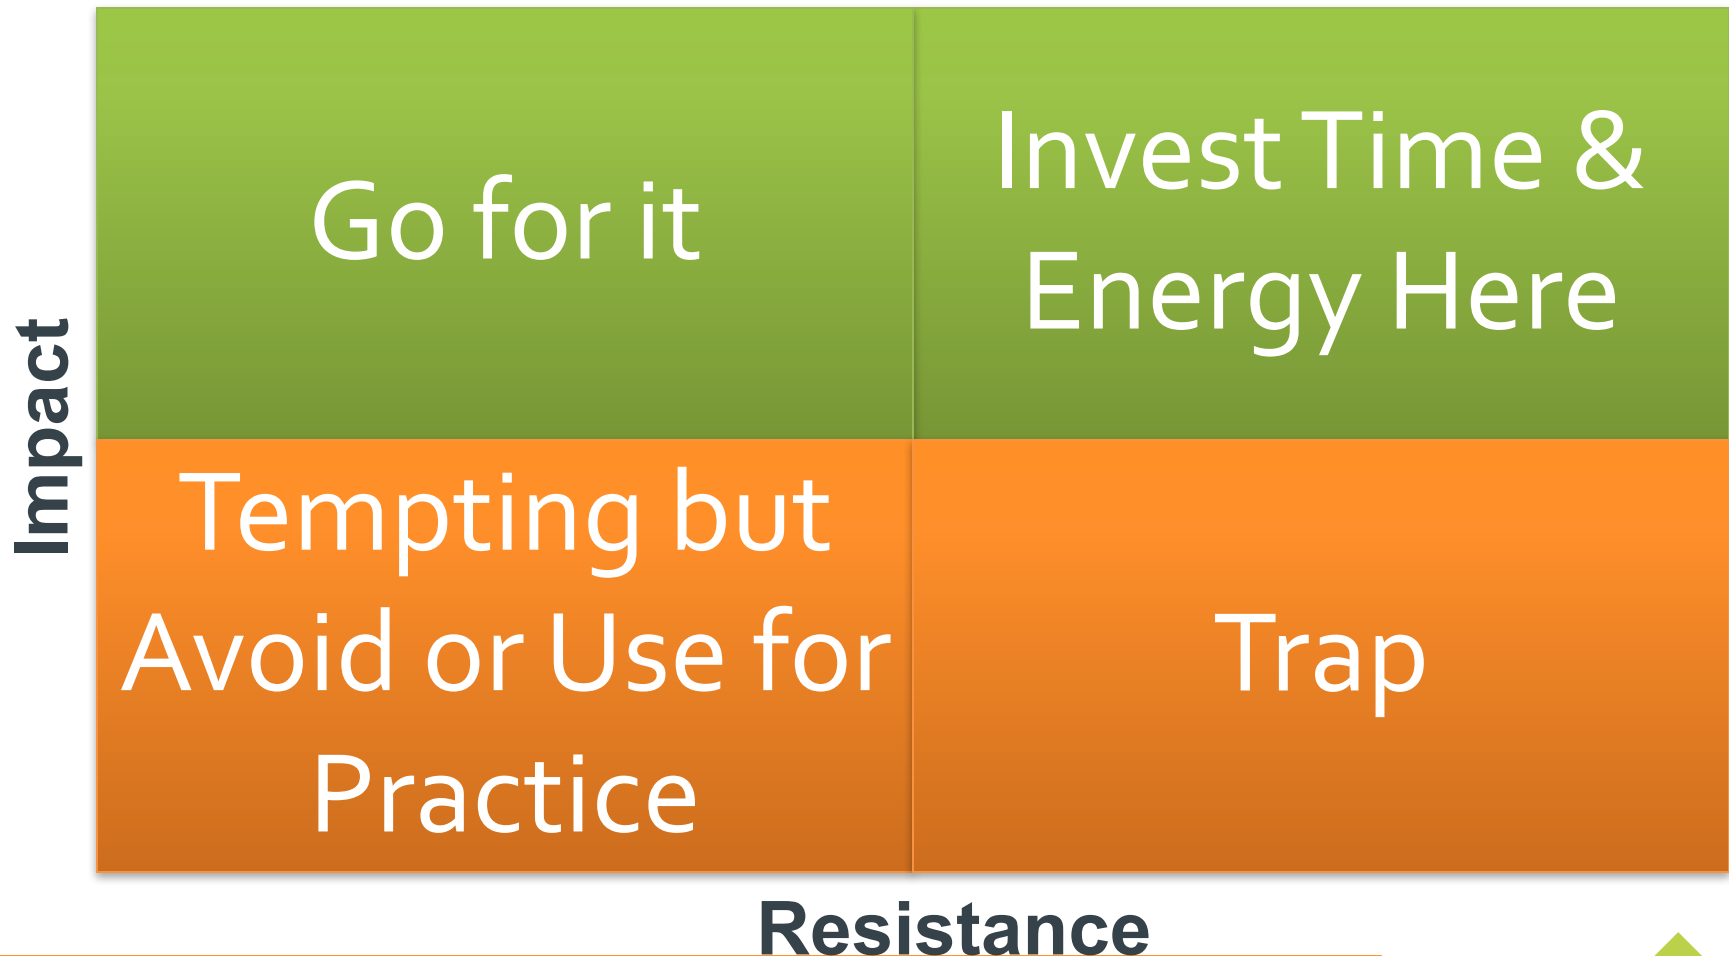 Impact
Go for it
Invest Time &
Energy Here
Tempting but
Avoid or Use for
Practice
Trap
Resistance